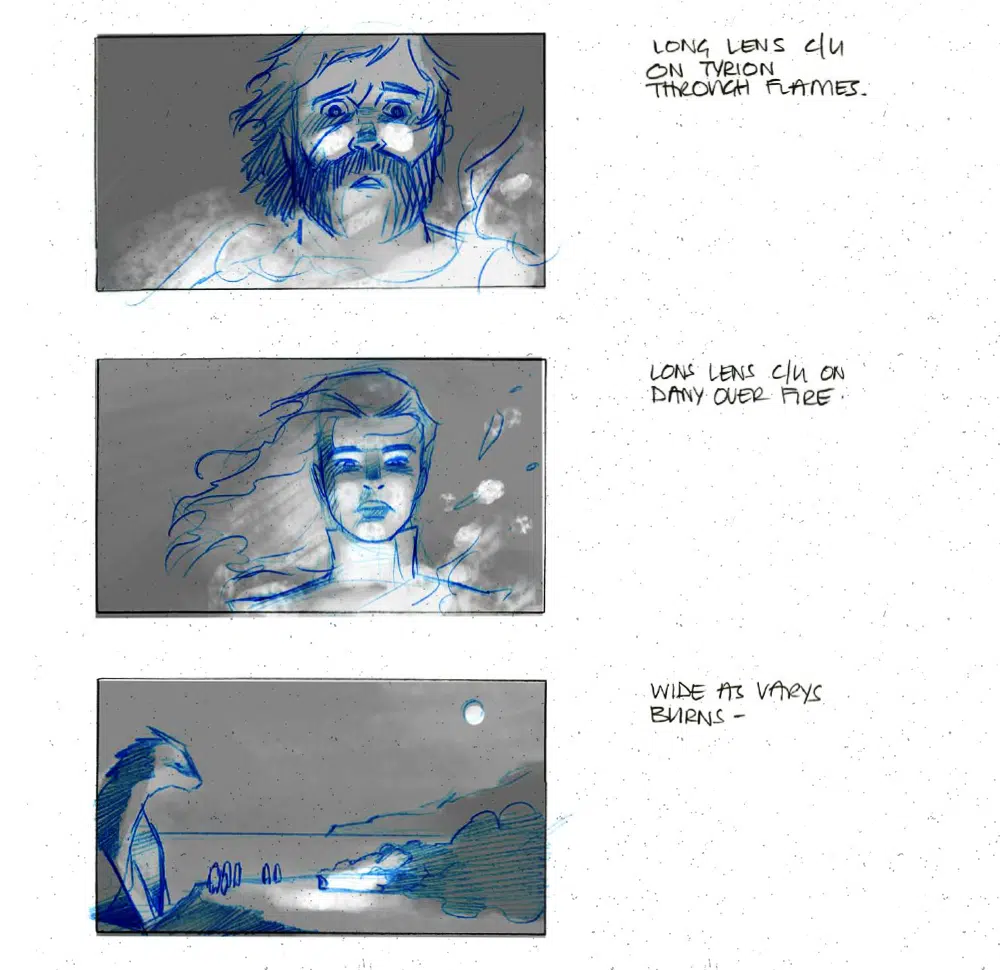 LONG LENS C/U
ON TYRION
THROUGH FLAMES.
LONG LENS C/U ON
DANY OVER FIRE.
WIDE AS VARYS
BURNS -